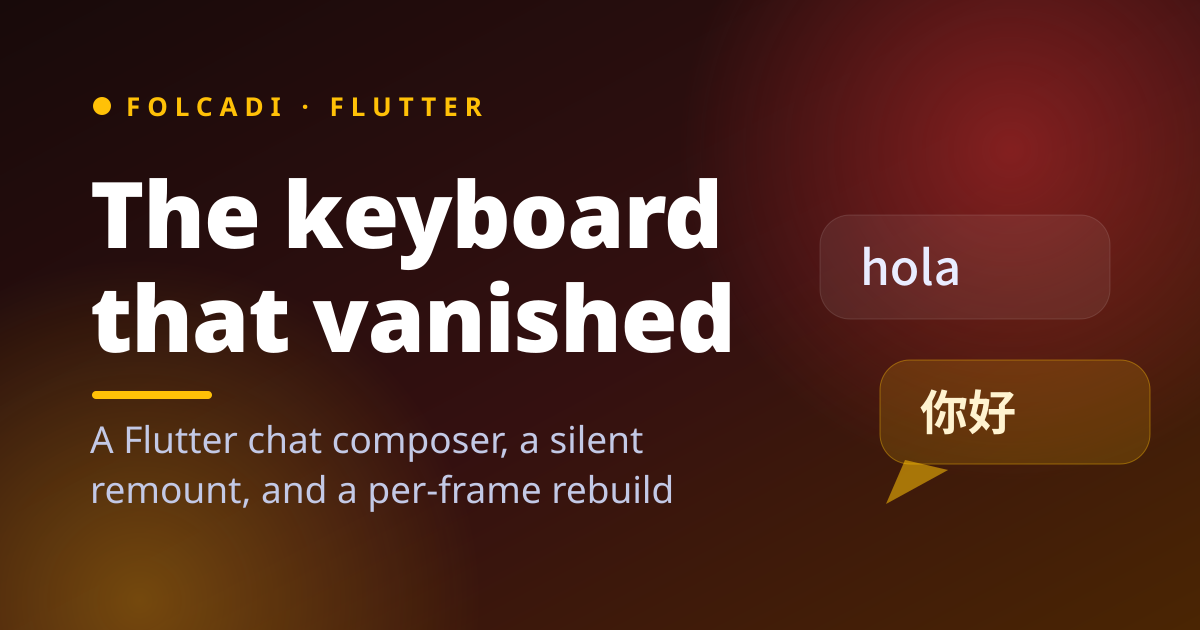 FOLCADI · FLUTTER
The keyboard
that vanished
A Flutter chat composer, a silent
remount, and a per-frame rebuild
hola
你好